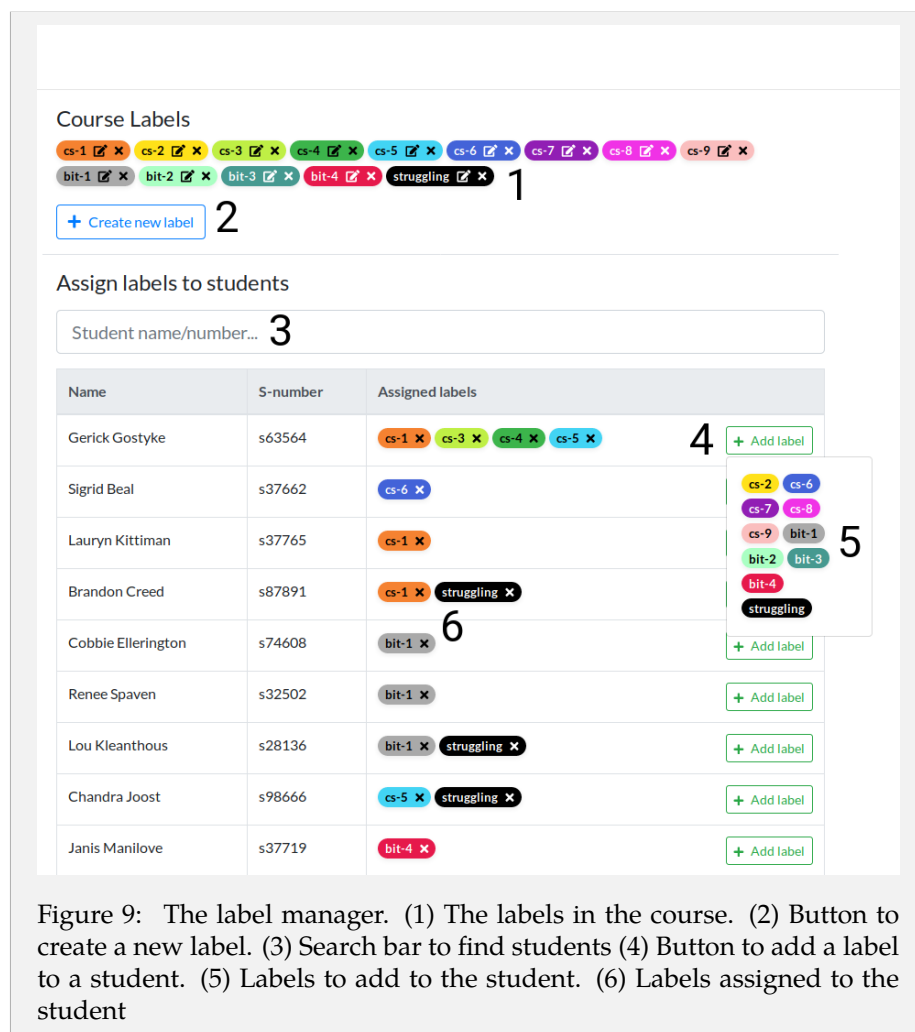 Course Labels
cs-1 cs-2 cs-3 cs-4 cs-5 cs-6 cs-7 cs-8 cs-9
bit-1 bit-2 bit-3 bit-4 struggling 1
+ Create new label 2
Assign labels to students
Student name/number... 3
Name S-number Assigned labels
Gerick Gostyke s63564 cs-1 cs-3 cs-4 cs-5 4 + Add label
Sigrid Beal s37662 cs-6 cs-2 cs-6
cs-7 cs-8
Lauryn Kittiman s37765 cs-1 cs-9 bit-1 5
bit-2 bit-3
Brandon Creed s87891 cs-1 struggling bit-4
struggling
6
Cobbie Ellerington s74608 bit-1 + Add label
Renee Spaven s32502 bit-1 + Add label
Lou Kleanthous s28136 bit-1 struggling + Add label
Chandra Joost s98666 cs-5 struggling + Add label
Janis Manilove s37719 bit-4 + Add label
Figure 9: The label manager. (1) The labels in the course. (2) Button to
create a new label. (3) Search bar to find students (4) Button to add a label
to a student. (5) Labels to add to the student. (6) Labels assigned to the
student